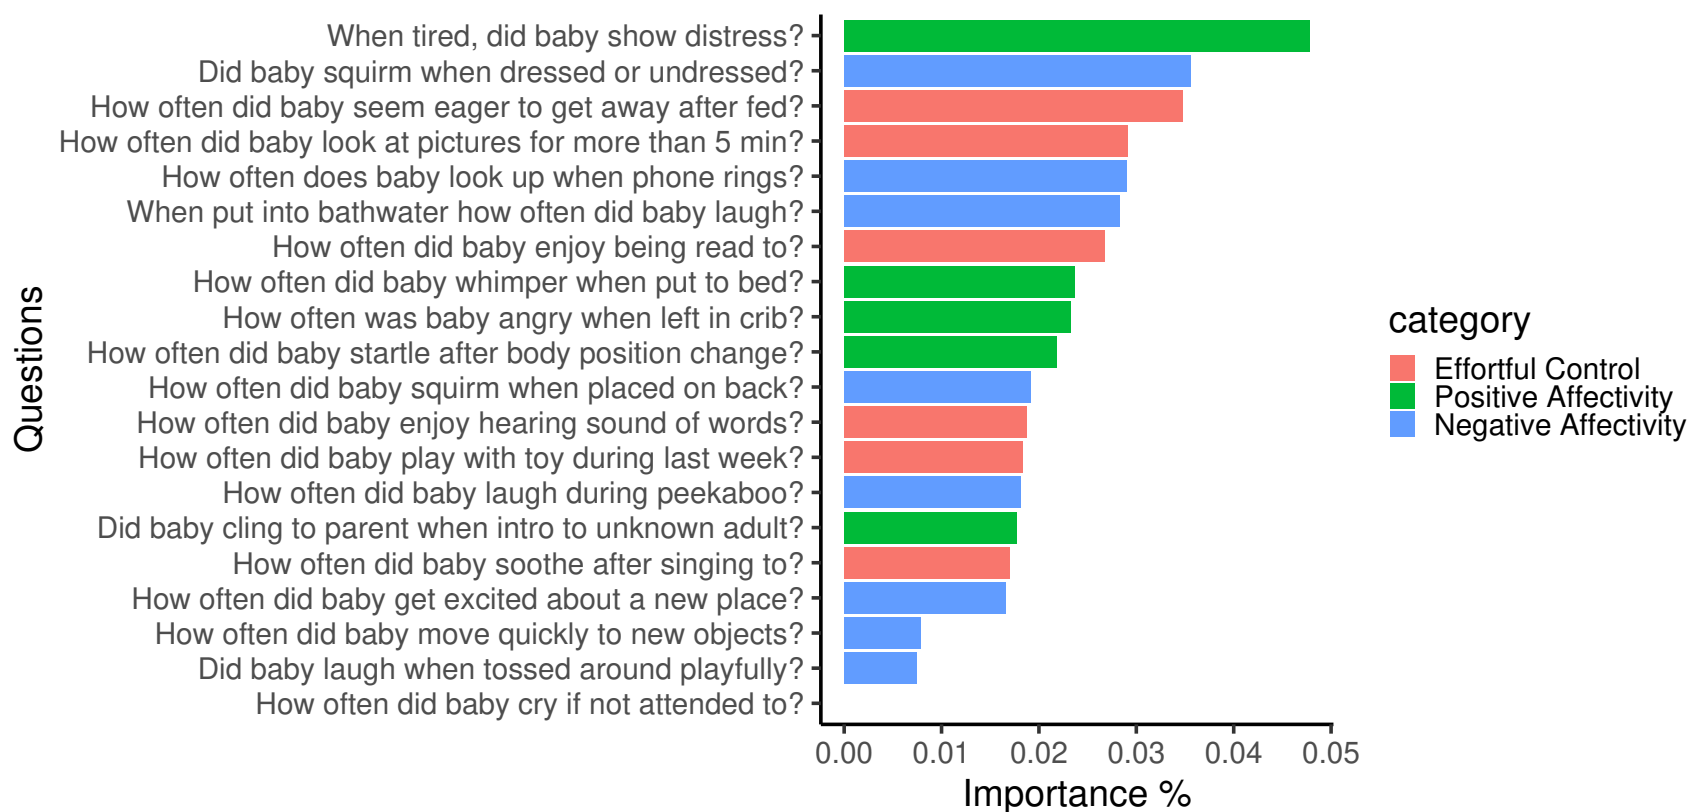 When tired, did baby show distress?
Did baby squirm when dressed or undressed?
How often did baby seem eager to get away after fed?
How often did baby look at pictures for more than 5 min?
How often does baby look up when phone rings?
When put into bathwater how often did baby laugh?
How often did baby enjoy being read to?
How often did baby whimper when put to bed?
How often was baby angry when left in crib?
How often did baby startle after body position change?
How often did baby squirm when placed on back?
How often did baby enjoy hearing sound of words?
How often did baby play with toy during last week?
How often did baby laugh during peekaboo?
Did baby cling to parent when intro to unknown adult?
How often did baby soothe after singing to?
How often did baby get excited about a new place?
How often did baby move quickly to new objects?
Did baby laugh when tossed around playfully?
How often did baby cry if not attended to?
Questions
0.00 0.01 0.02 0.03 0.04 0.05
Importance %
category
Effortful Control
Positive Affectivity
Negative Affectivity